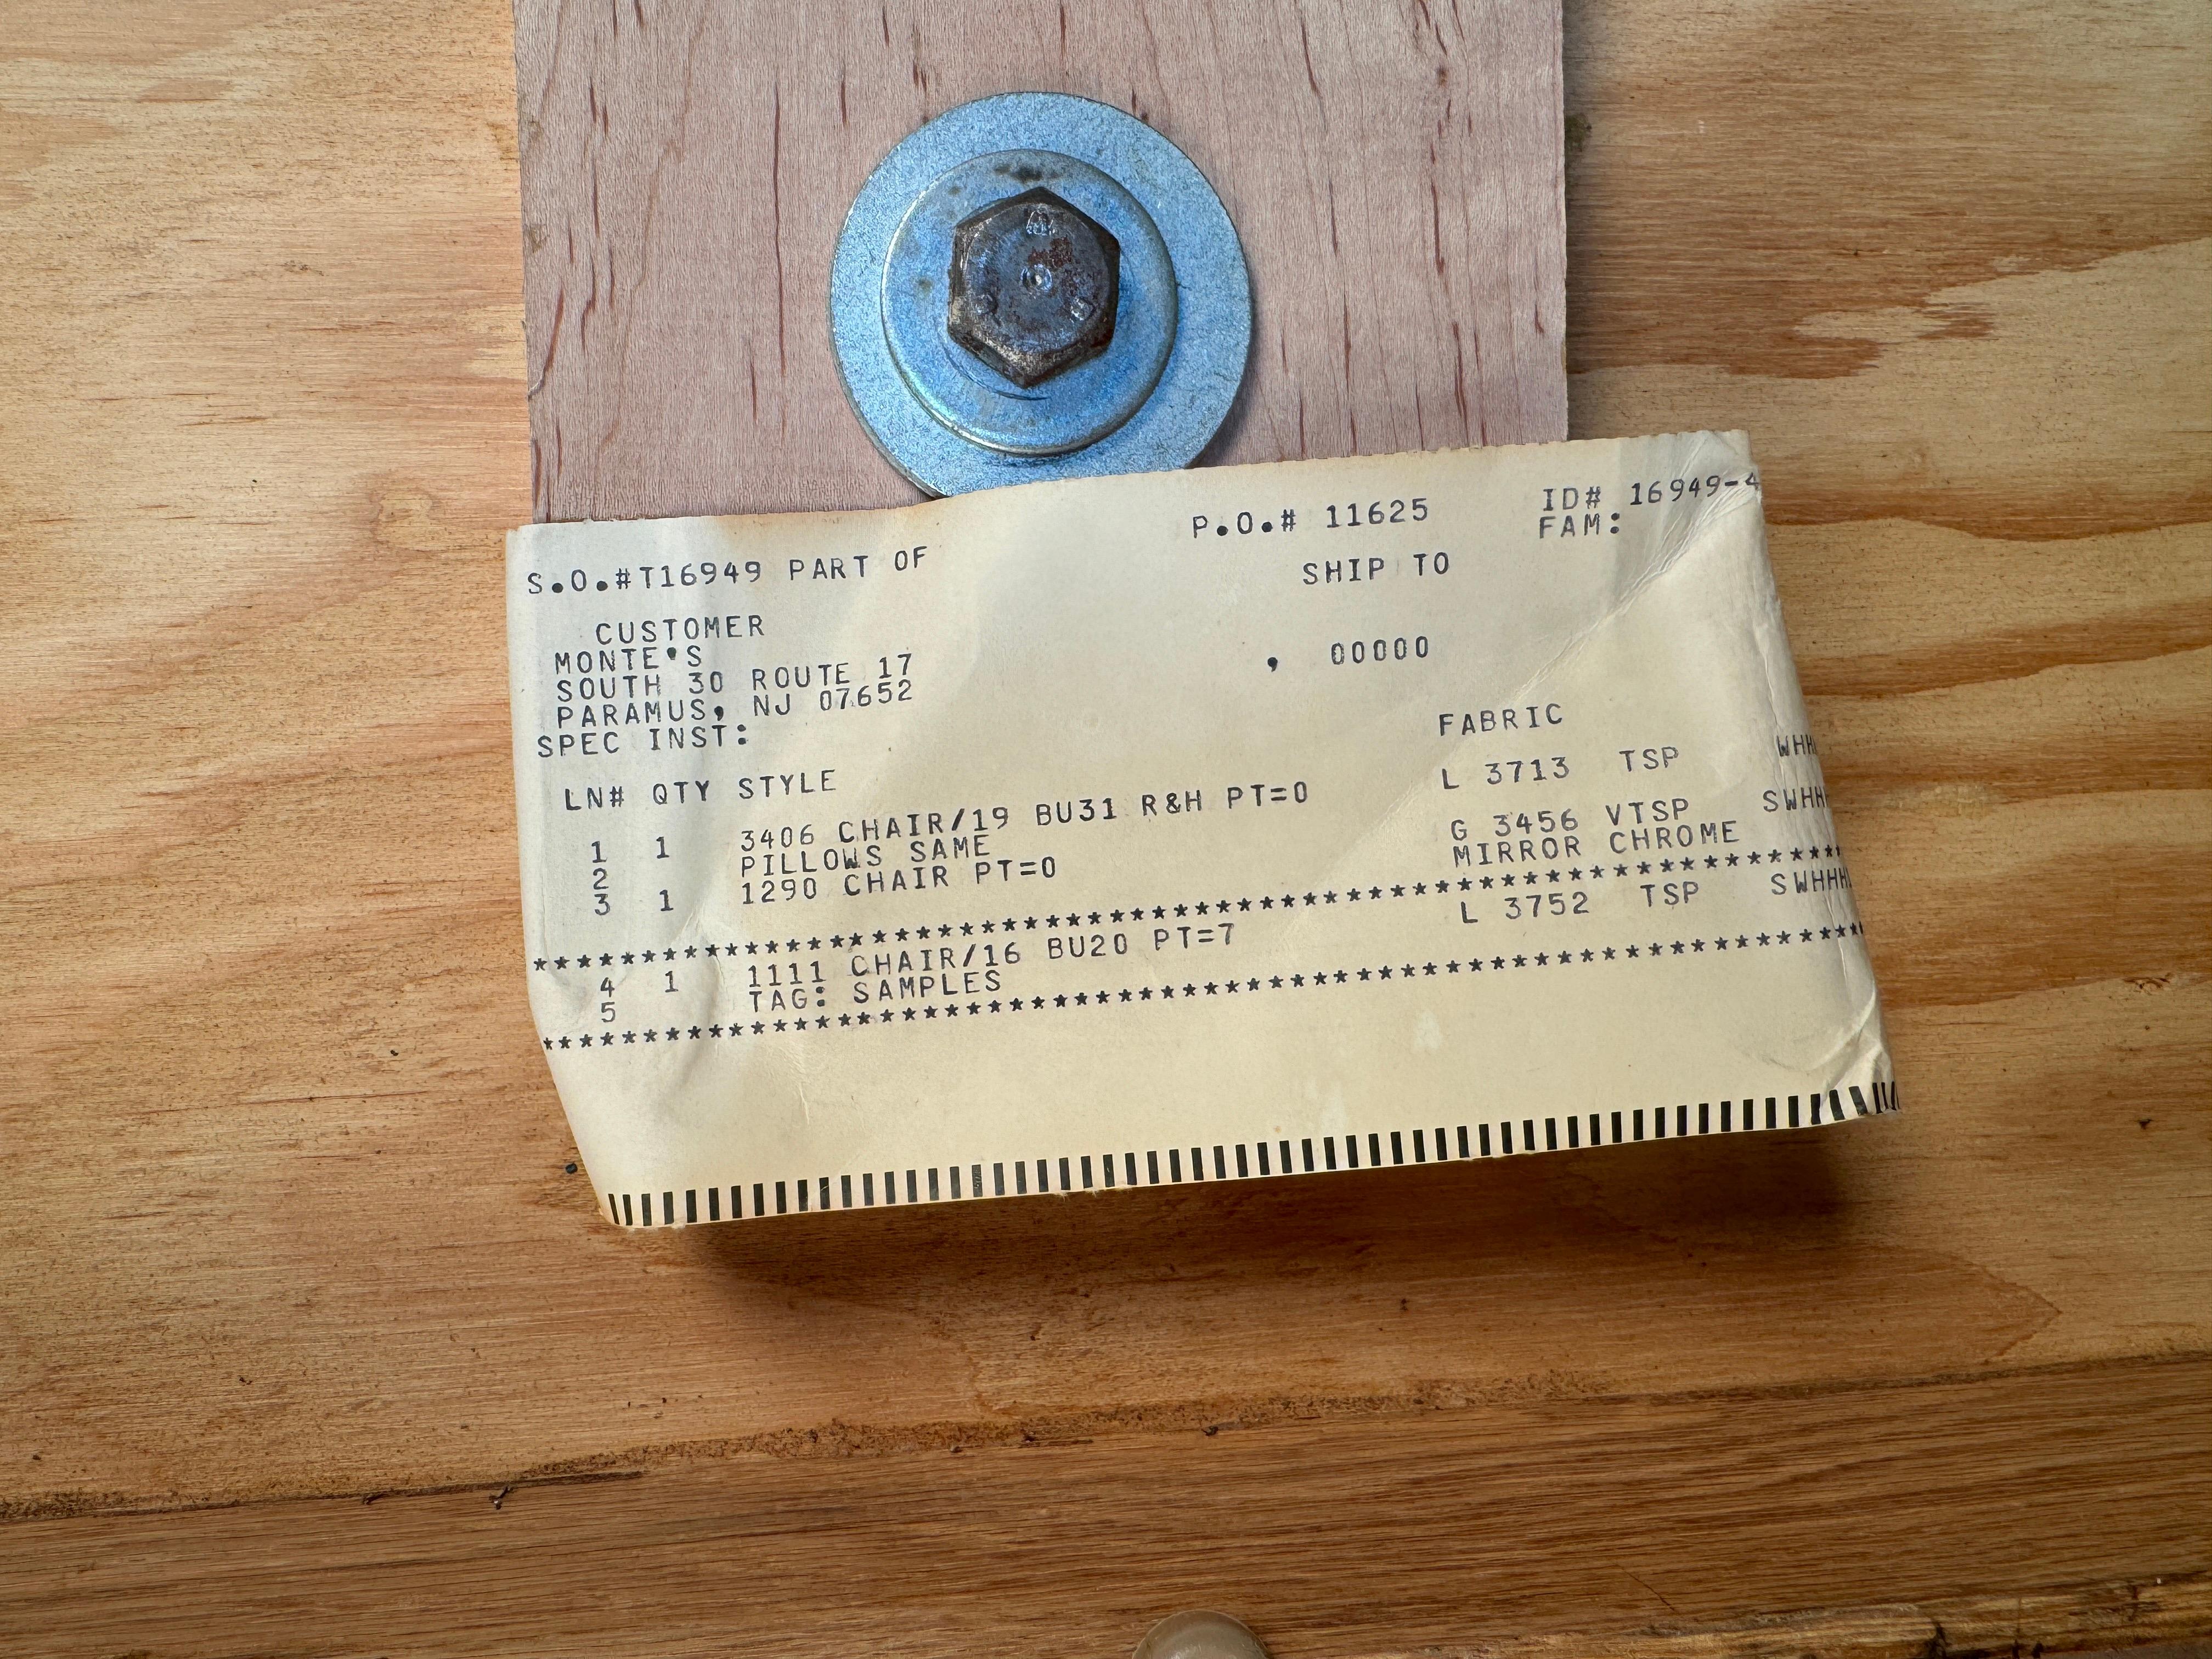 P.O.# 11625 ID# 16949-4
FAM:
S.O.#T16949 PART OF SHIP TO
CUSTOMER
MONTE'S , 00000
SOUTH 30 ROUTE 17
PARAMUS, NJ 07652
SPEC INST:
FABRIC
LN# QTY STYLE
L 3713 TSP
1 1 3406 CHAIR/19 BU31 R&H PT=0
2 PILLOWS SAME G 3456 VTSP
3 1 1290 CHAIR PT=0 MIRROR CHROME
L 3752 TSP
4 1 1111 CHAIR/16 BU20 PT=7
5 TAG: SAMPLES